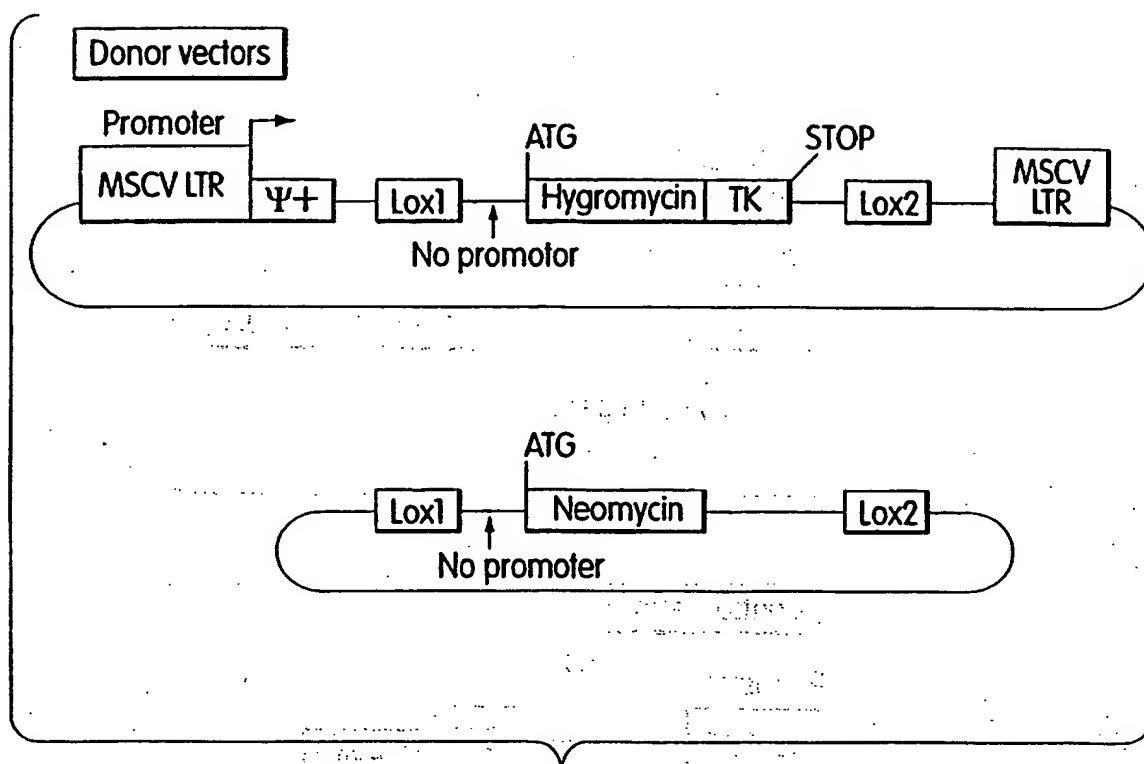 Donor vectors
Promoter
ATG
STOP
MSCV LTR
Ψ+
Lox1
Hygromycin
TK
Lox2
MSCV
LTR
No promotor
ATG
Lox1
Neomycin
Lox2
No promoter